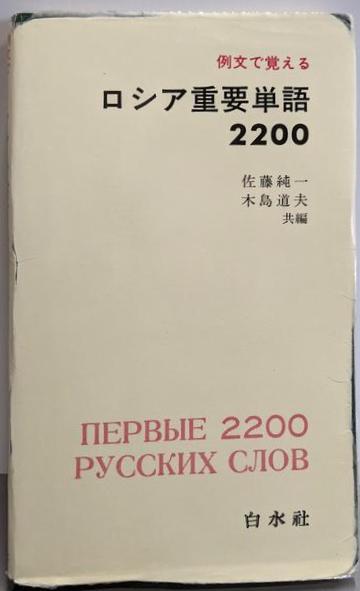 例文で覚える
ロシア重要単語
2200
佐藤純一
木島道夫
共編
ПЕРВЫЕ 2200
РУССКИХ СЛОВ
白水社